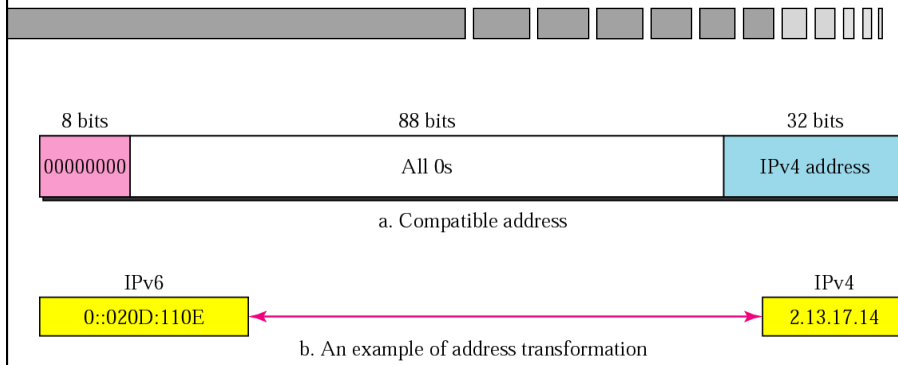 8 bits 88 bits 32 bits
00000000 All 0s IPv4 address
a. Compatible address
IPv6 IPv4
0::020D:110E 2.13.17.14
b. An example of address transformation